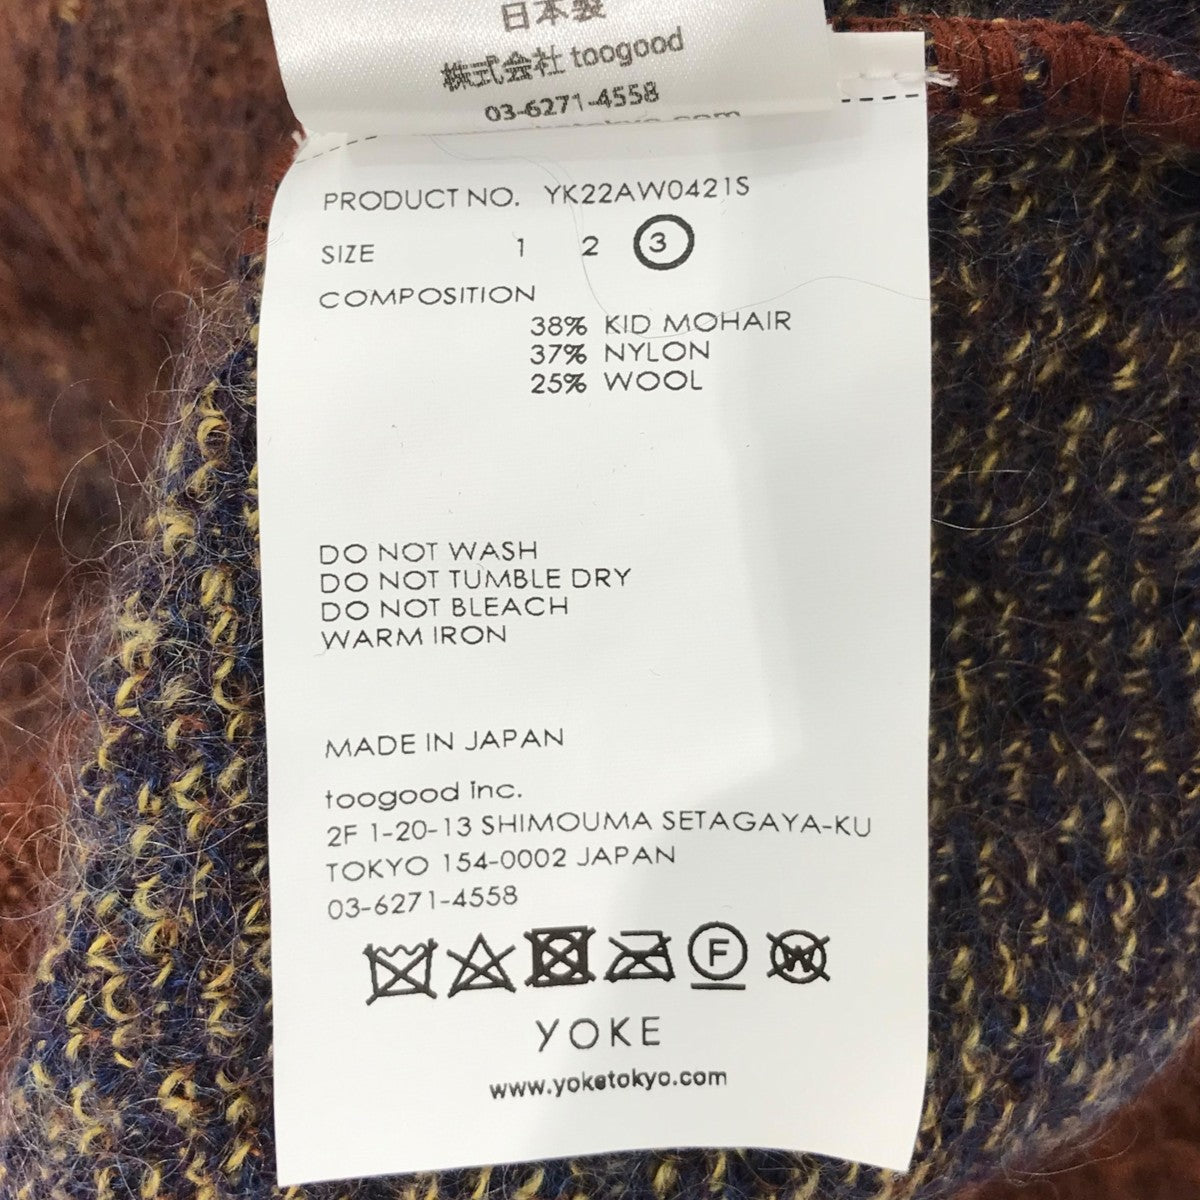 日本製
株式会社 toogood
03-6271-4558
PRODUCT NO. YK22AW0421S
SIZE 1 2 3
COMPOSITION
38% KID MOHAIR
37% NYLON
25% WOOL
DO NOT WASH
DO NOT TUMBLE DRY
DO NOT BLEACH
WARM IRON
MADE IN JAPAN
toogood inc.
2F 1-20-13 SHIMOUMA SETAGAYA-KU
TOKYO 154-0002 JAPAN
03-6271-4558
F W
YOKE
www.yoketokyo.com